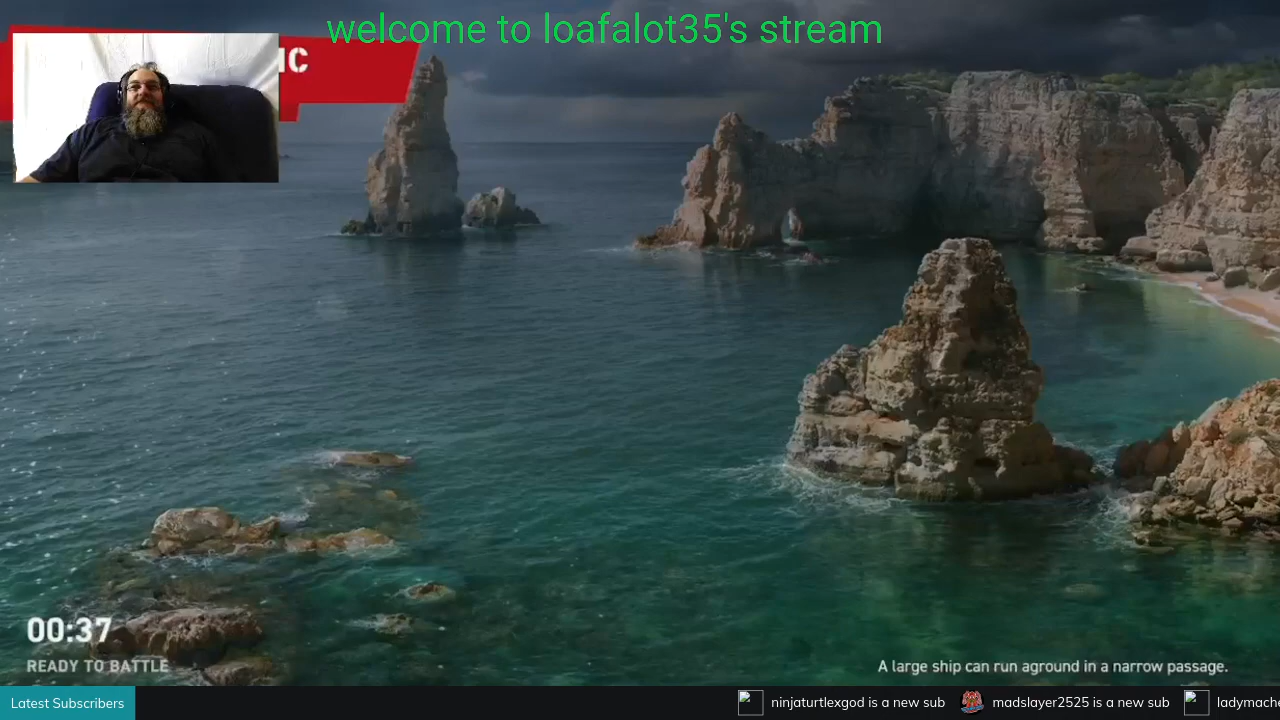 welcome to loafalot35's stream
IC
00:37
READY TO BATTLE
A large ship can run aground in a narrow passage.
Latest Subscribers
ninjaturtlexgod is a new sub
madslayer2525 is a new sub